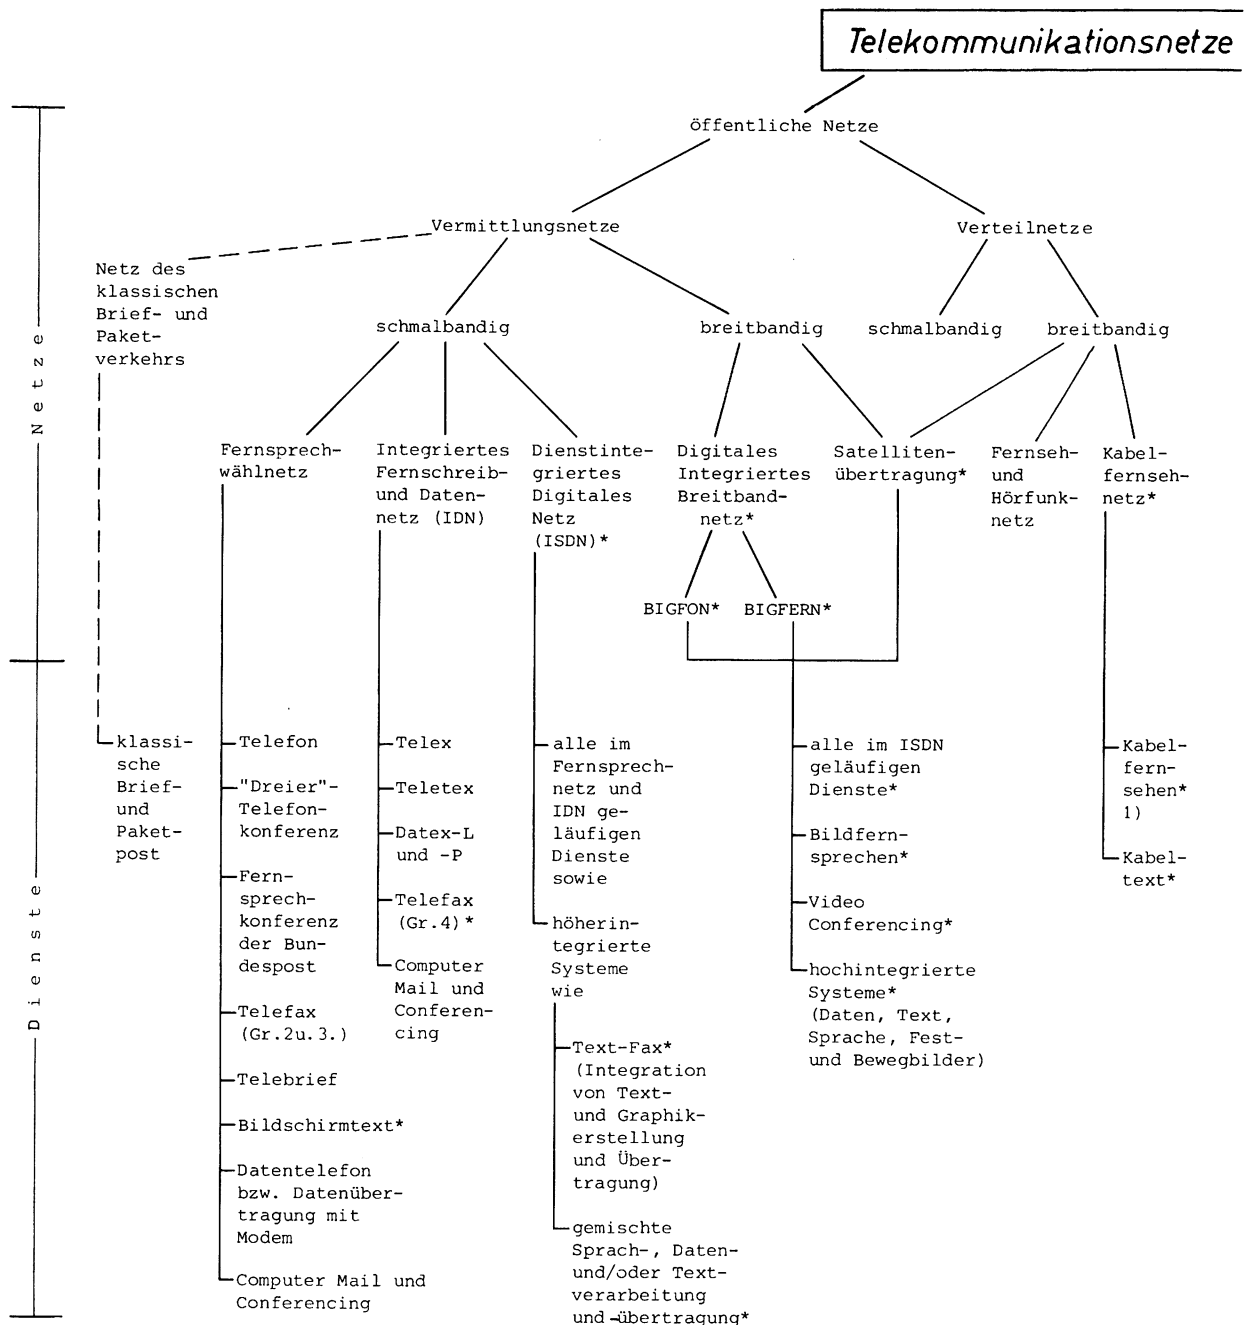 Telekommunikationsnetze
öffentliche Netze
Vermittlungsnetze
Verteilnetze
Netz des
klassischen
Brief- und
Paket-
verkehrs
schmalbandig
breitbandig
schmalbandig
breitbandig
Fernsprech-
wählnetz
Integriertes
Fernschreib-
und Daten-
netz (IDN)
Dienstinte-
griertes
Digitales
Netz
(ISDN)*
Digitales
Integriertes
Breitband-
netz*
Satelliten-
übertragung*
Fernseh-
und
Hörfunk-
netz
Kabel-
fernseh-
netz*
BIGFON*
BIGFERN*
Netze
Dienste
klassi-
sche
Brief-
und
Paket-
post
Telefon
"Dreier"-
Telefon-
konferenz
Fern-
sprech-
konferenz
der Bun-
despost
Telefax
(Gr.2u.3.)
Telebrief
Bildschirmtext*
Datentelefon
bzw. Datenüber-
tragung mit
Modem
Computer Mail und
Conferencing
Telex
Teletex
Datex-L
und -P
Telefax
(Gr.4)*
Computer
Mail und
Conferen-
cing
alle im
Fernsprech-
netz und
IDN ge-
läufigen
Dienste
sowie
höherin-
tegrierte
Systeme
wie
Text-Fax*
(Integration
von Text-
und Graphik-
erstellung
und Über-
tragung)
gemischte
Sprach-, Daten-
und/oder Text-
verarbeitung
und -übertragung*
alle im ISDN
geläufigen
Dienste*
Bildfern-
sprechen*
Video
Conferencing*
hochintegrierte
Systeme*
(Daten, Text,
Sprache, Fest-
und Bewegbilder)
Kabel-
fern-
sehen*
1)
Kabel-
text*